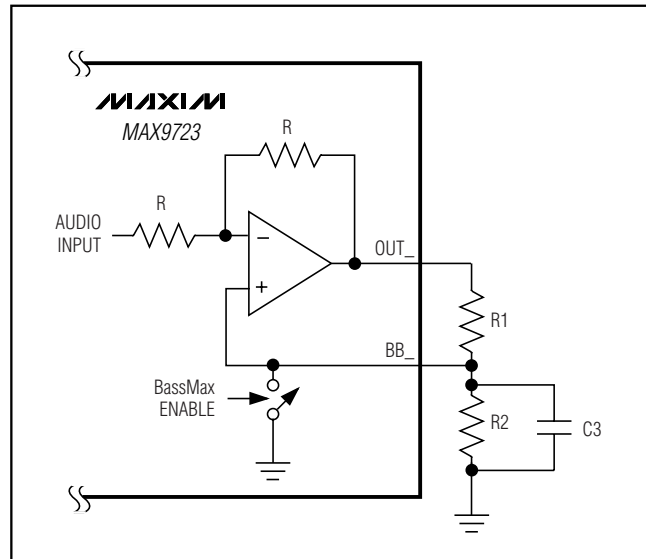 MAXIM
MAX9723
R
R
AUDIO
INPUT
−
+
OUT_
R1
BB_
BassMax
ENABLE
R2
C3